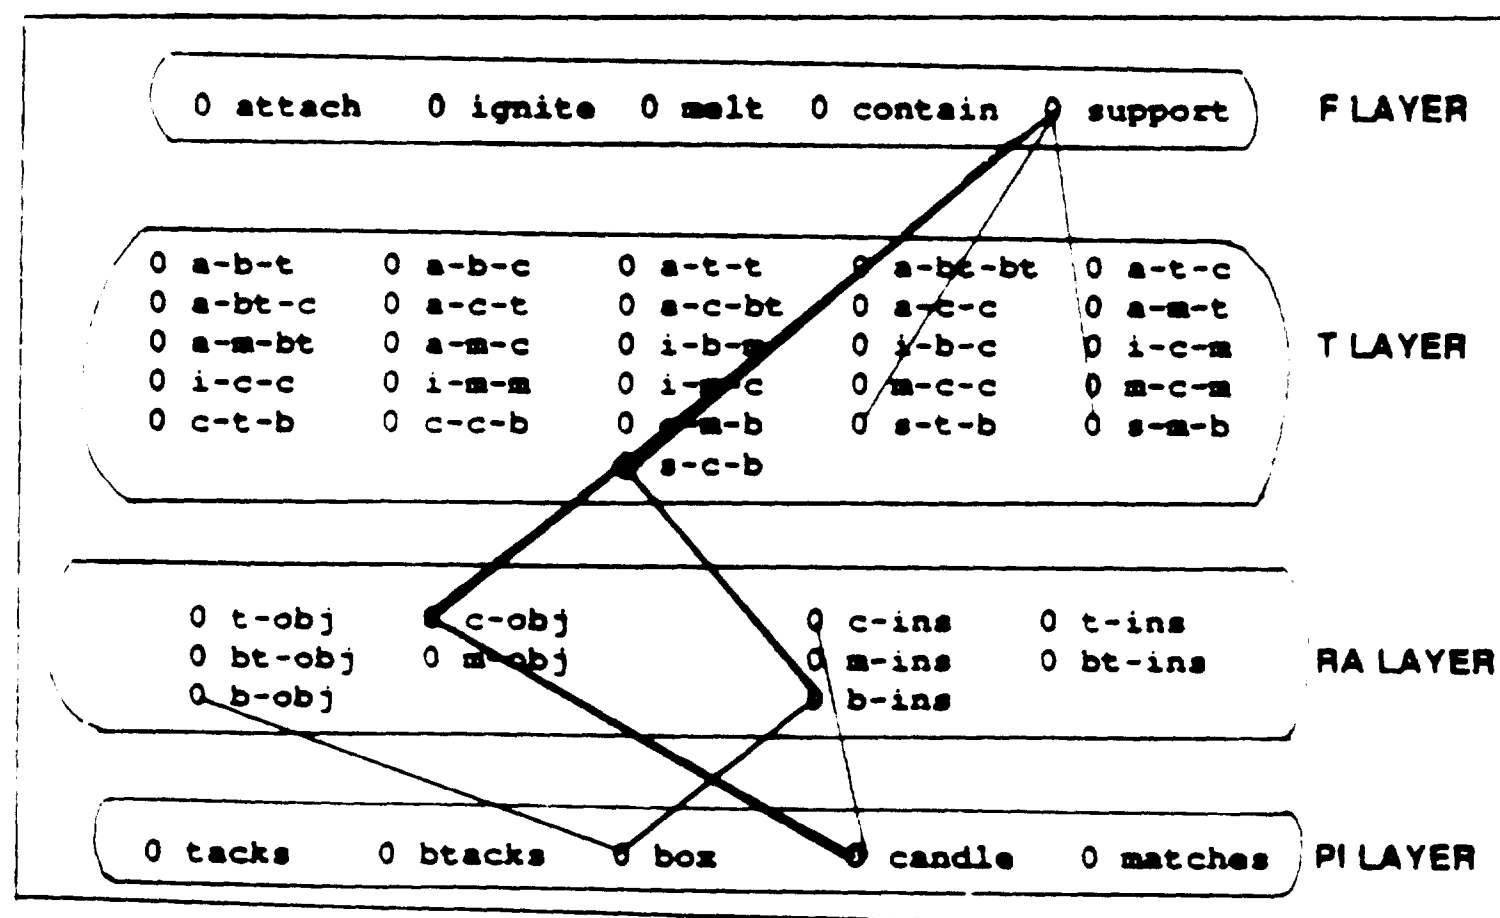 0 attach 0 ignite 0 melt 0 contain 0 support F LAYER
0 a-b-t 0 a-b-c 0 a-t-t 0 a-bt-bt 0 a-t-c
0 a-bt-c 0 a-c-t 0 a-c-bt 0 a-c-c 0 a-m-t
0 a-m-bt 0 a-m-c 0 i-b-m 0 i-b-c 0 i-c-m T LAYER
0 i-c-c 0 i-m-m 0 i-m-c 0 m-c-c 0 m-c-m
0 c-t-b 0 c-c-b 0 c-m-b 0 s-t-b 0 s-m-b
s-c-b
0 t-obj c-obj 0 c-ins 0 t-ins
0 bt-obj 0 m-obj 0 m-ins 0 bt-ins RA LAYER
0 b-obj 0 b-ins
0 tacks 0 btacks 0 box 0 candle 0 matches PI LAYER